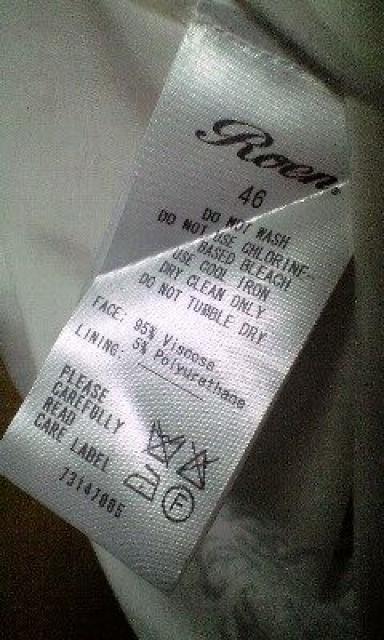 Roen.
46
DO NOT WASH
DO NOT USE CHLORINE-
BASED BLEACH
USE COOL IRON
DRY CLEAN ONLY
DO NOT TUMBLE DRY
FACE: 95% Viscose
5% Polyurethane
LINING:
PLEASE
CAREFULLY
READ
CARE LABEL
F